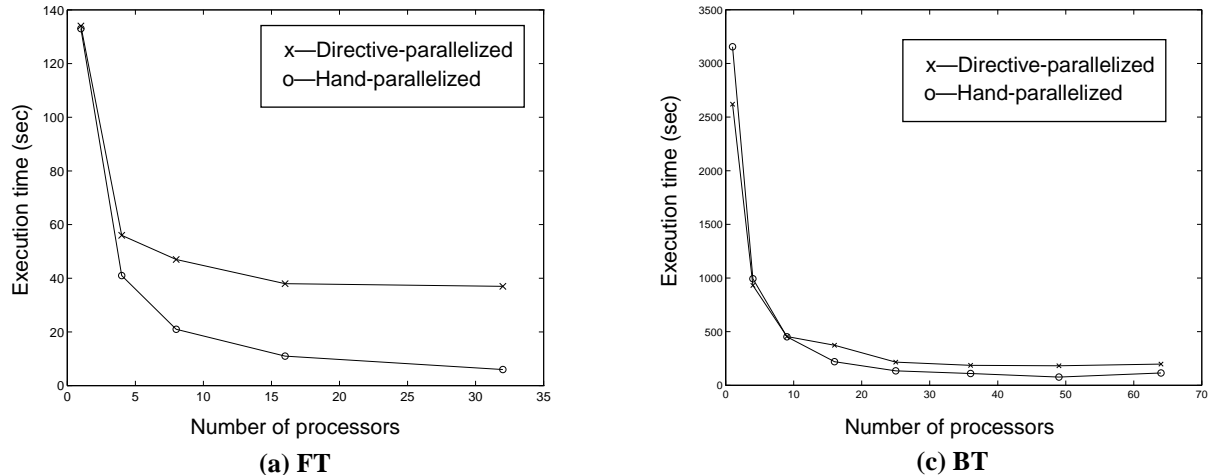 140
120
100
80
60
40
20
0
0 5 10 15 20 25 30 35
Execution time (sec)
x—Directive-parallelized
o—Hand-parallelized
Number of processors
(a) FT
3500
3000
2500
2000
1500
1000
500
0
0 10 20 30 40 50 60 70
Execution time (sec)
x—Directive-parallelized
o—Hand-parallelized
Number of processors
(c) BT